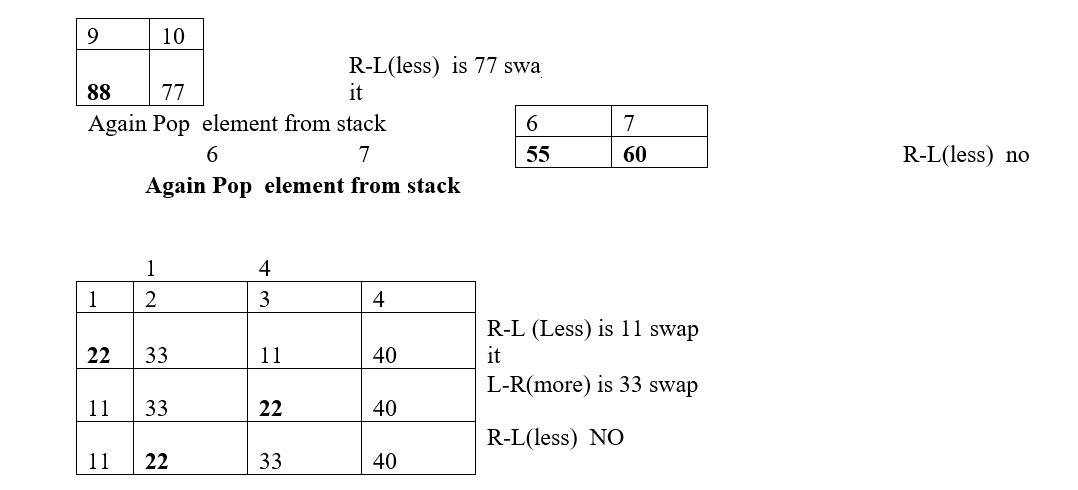 9 10
R-L(less) is 77 swa
88 77 it
Again Pop element from stack
6 7
6 7
55 60 R-L(less) no
Again Pop element from stack
1 4
1 2 3 4
R-L (Less) is 11 swap
22 33 11 40 it
L-R(more) is 33 swap
11 33 22 40
R-L(less) NO
11 22 33 40